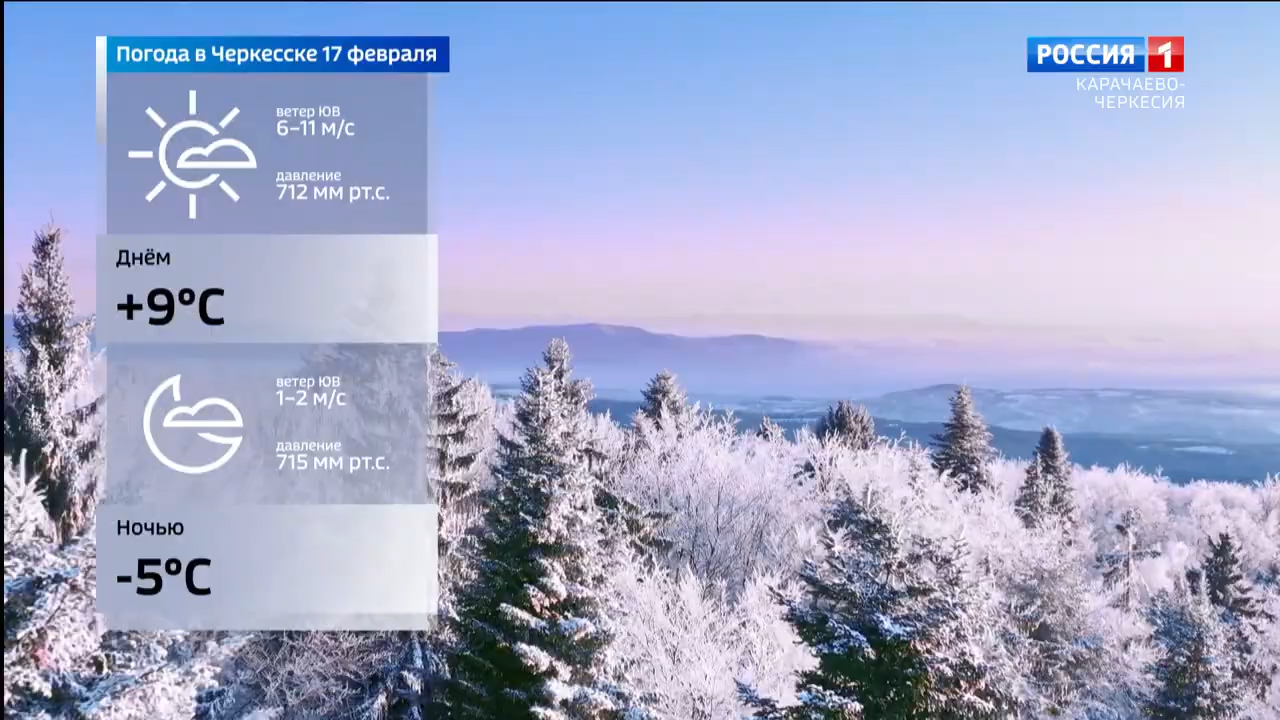 Погода в Черкесске 17 февраля
РОССИЯ 1
КАРАЧАЕВО-
ЧЕРКЕСИЯ
ветер ЮВ
6–11 м/с
давление
712 мм рт.с.
Днём
+9°C
ветер ЮВ
1–2 м/с
давление
715 мм рт.с.
Ночью
-5°C